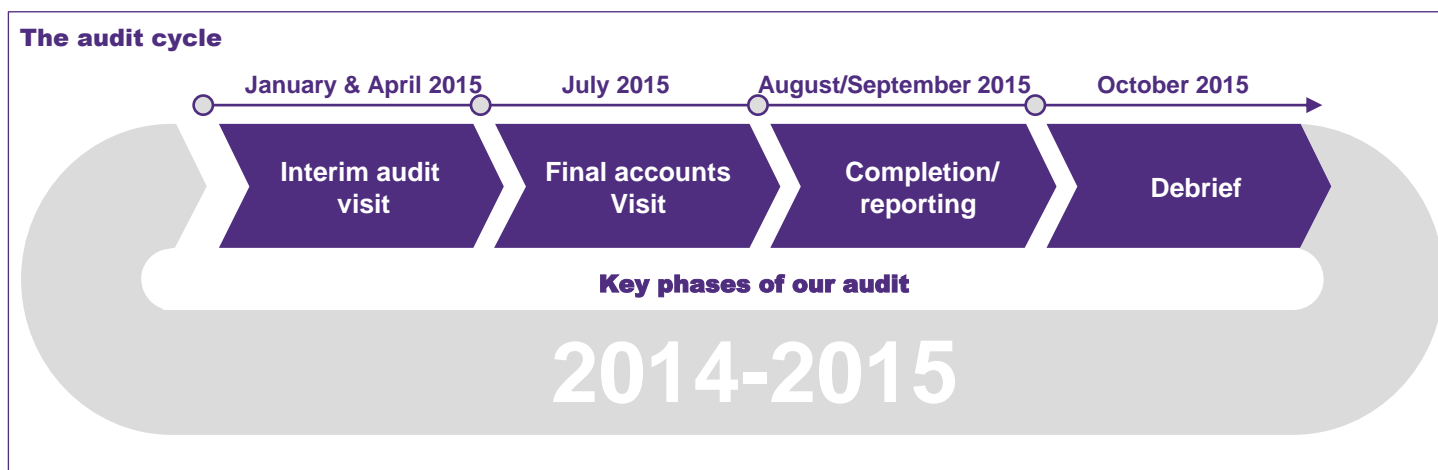 The audit cycle
January & April 2015
July 2015
August/September 2015
October 2015
Interim audit
visit
Final accounts
Visit
Completion/
reporting
Debrief
Key phases of our audit
2014-2015